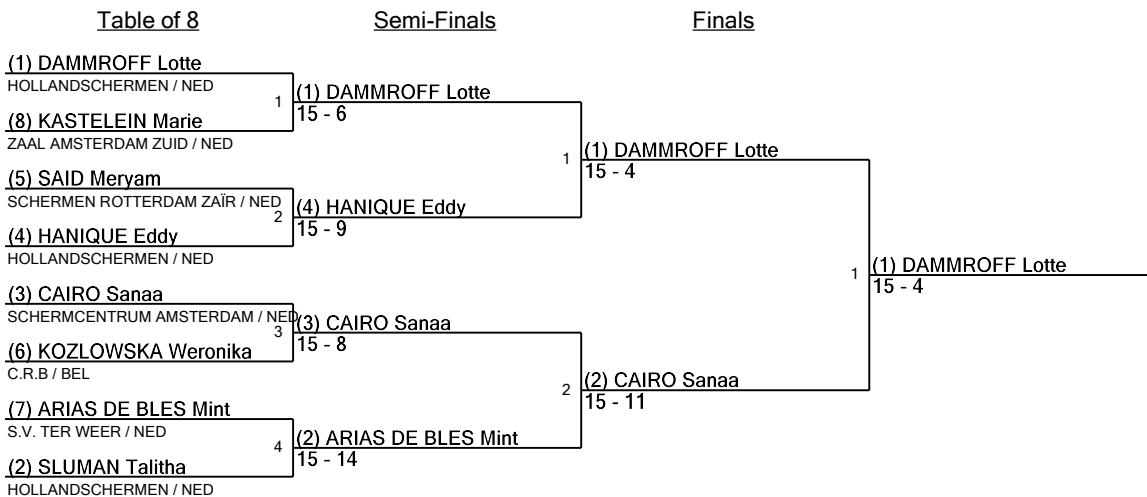 Table of 8
Semi-Finals
Finals
(1) DAMMROFF Lotte
HOLLANDSCHERMEN / NED
1
(8) KASTELEIN Marie
ZAAL AMSTERDAM ZUID / NED
(5) SAID Meryam
SCHERMEN ROTTERDAM ZAÏR / NED
2
(4) HANIQUE Eddy
HOLLANDSCHERMEN / NED
(3) CAIRO Sanaa
SCHERMCENTRUM AMSTERDAM / NED
3
(6) KOZLOWSKA Weronika
C.R.B / BEL
(7) ARIAS DE BLES Mint
S.V. TER WEER / NED
4
(2) SLUMAN Talitha
HOLLANDSCHERMEN / NED
(1) DAMMROFF Lotte
15 - 6
1
(4) HANIQUE Eddy
15 - 9
(3) CAIRO Sanaa
15 - 8
2
(2) ARIAS DE BLES Mint
15 - 14
(1) DAMMROFF Lotte
15 - 4
1
(2) CAIRO Sanaa
15 - 11
(1) DAMMROFF Lotte
15 - 4